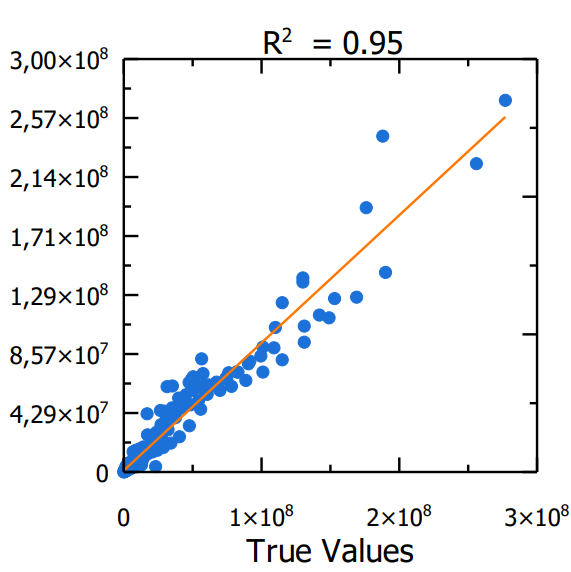 R² = 0.95
3,00×10⁸
2,57×10⁸
2,14×10⁸
1,71×10⁸
1,29×10⁸
8,57×10⁷
4,29×10⁷
0
0 1×10⁸ 2×10⁸ 3×10⁸
True Values